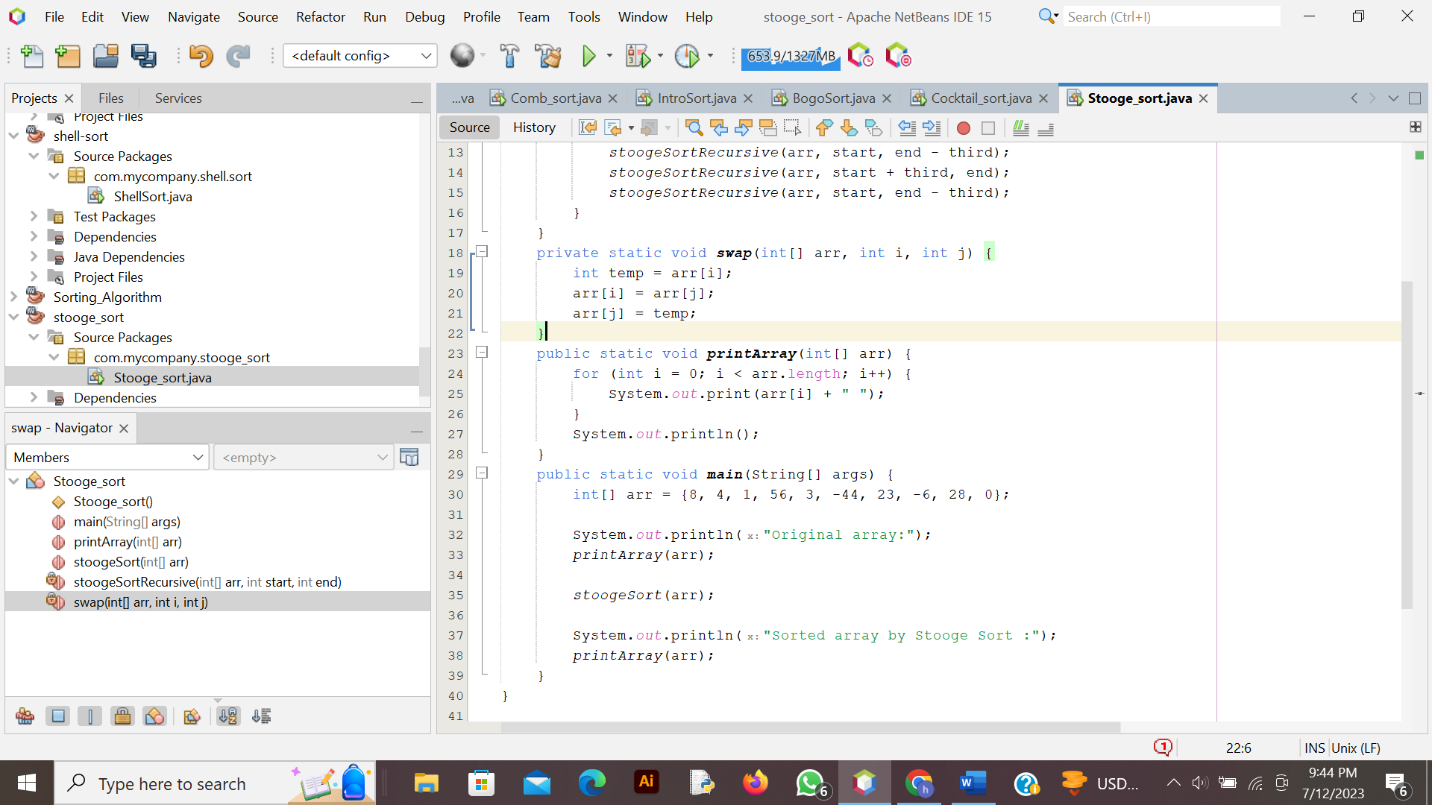 File Edit View Navigate Source Refactor Run Debug Profile Team Tools Window Help stooge_sort - Apache NetBeans IDE 15 Search (Ctrl+I)
<default config> 653.9/1327MB
Projects Files Services
Project Files
shell-sort
Source Packages
com.mycompany.shell.sort
ShellSort.java
Test Packages
Dependencies
Java Dependencies
Project Files
Sorting_Algorithm
stooge_sort
Source Packages
com.mycompany.stooge_sort
Stooge_sort.java
Dependencies
swap - Navigator
Members <empty>
Stooge_sort
Stooge_sort()
main(String[] args)
printArray(int[] arr)
stoogeSort(int[] arr)
stoogeSortRecursive(int[] arr, int start, int end)
swap(int[] arr, int i, int j)
...va Comb_sort.java IntroSort.java BogoSort.java Cocktail_sort.java Stooge_sort.java
Source History
13 stoogeSortRecursive(arr, start, end - third);
14 stoogeSortRecursive(arr, start + third, end);
15 stoogeSortRecursive(arr, start, end - third);
16 }
17 }
18 private static void swap(int[] arr, int i, int j) {
19 int temp = arr[i];
20 arr[i] = arr[j];
21 arr[j] = temp;
22 }
23 public static void printArray(int[] arr) {
24 for (int i = 0; i < arr.length; i++) {
25 System.out.print(arr[i] + " ");
26 }
27 System.out.println();
28 }
29 public static void main(String[] args) {
30 int[] arr = {8, 4, 1, 56, 3, -44, 23, -6, 28, 0};
31
32 System.out.println( x: "Original array:");
33 printArray(arr);
34
35 stoogeSort(arr);
36
37 System.out.println( x: "Sorted array by Stooge Sort :");
38 printArray(arr);
39 }
40 }
41
1 22:6 INS Unix (LF)
Type here to search Ai 6 W USD... 9:44 PM
7/12/2023 6